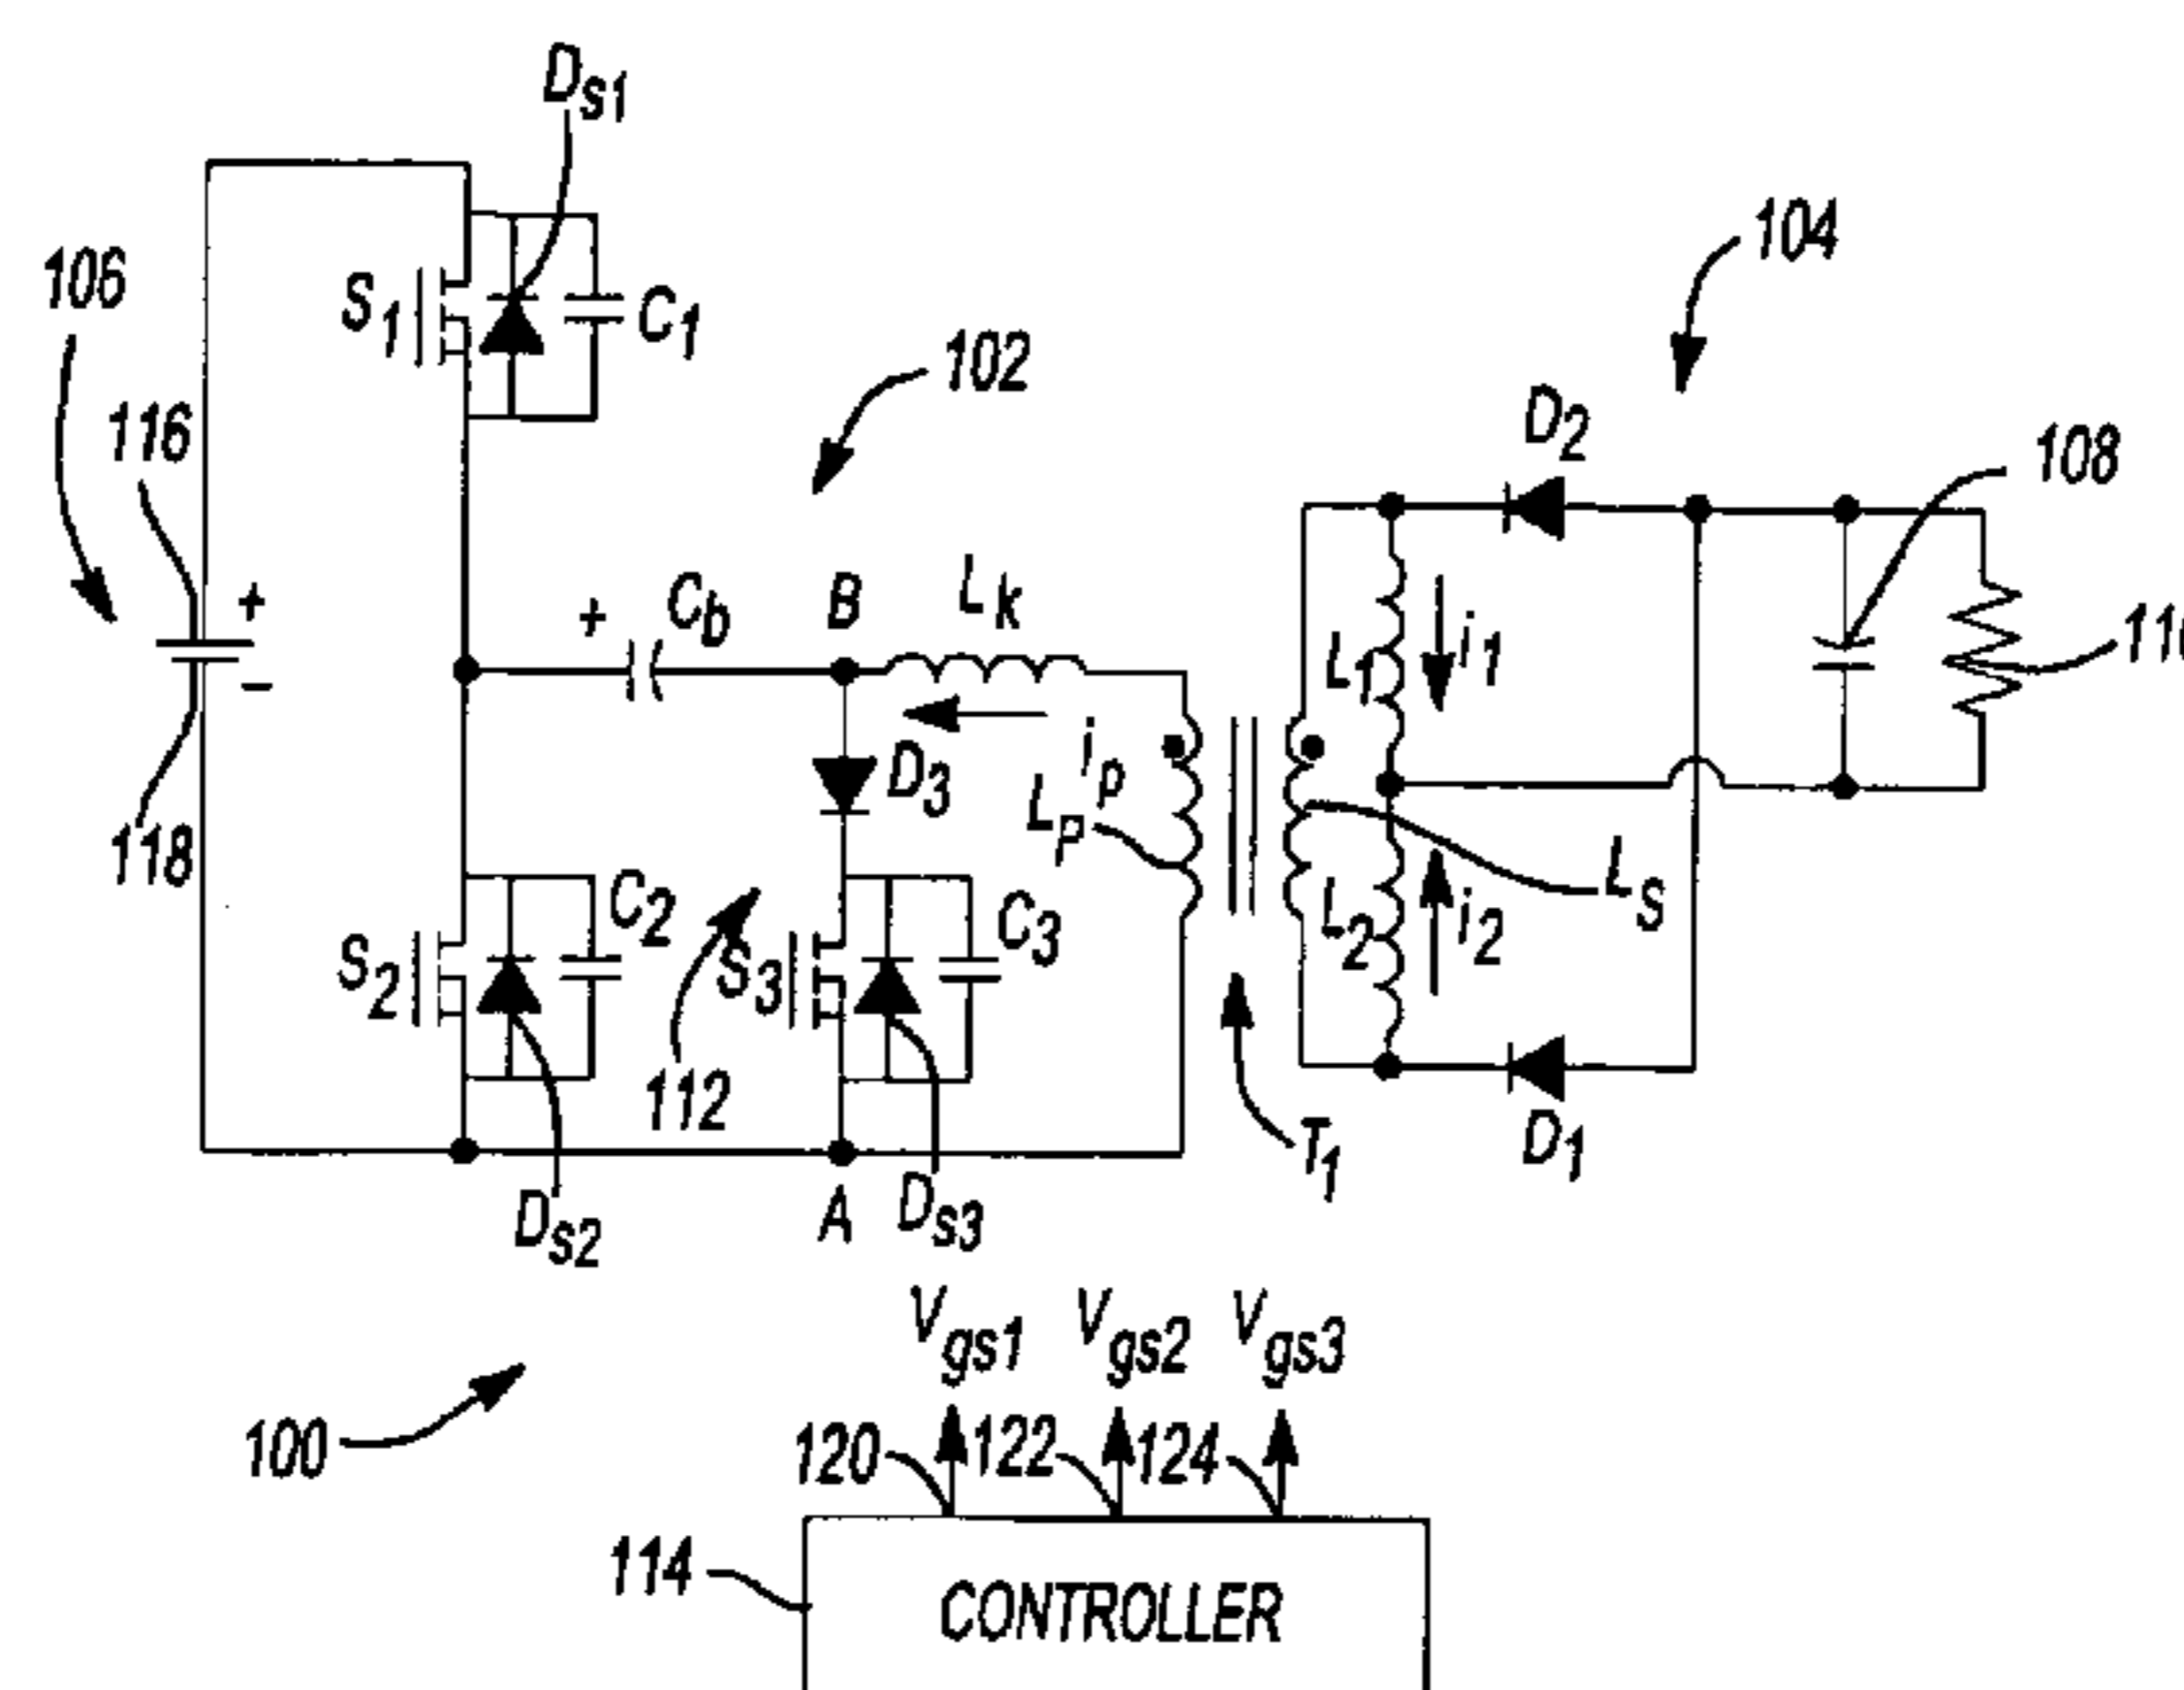 Ds1
104
106
S1
C1
102
116
D2
108
+
Cb
B
Lk
+
L1
i1
−
D3
ip
Lp
118
C2
C3
LS
S2
S3
L2
i2
112
T1
D1
Ds2
A
Ds3
Vgs1
Vgs2
Vgs3
100
120
122
124
114
CONTROLLER